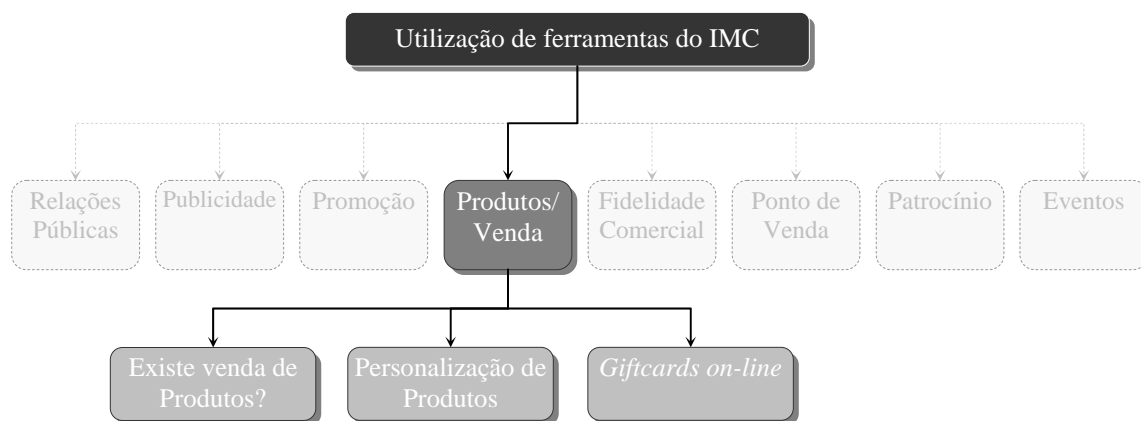 Utilização de ferramentas do IMC
Relações
Públicas
Publicidade
Promoção
Produtos/
Venda
Fidelidade
Comercial
Ponto de
Venda
Patrocínio
Eventos
Existe venda de
Produtos?
Personalização de
Produtos
Giftcards on-line